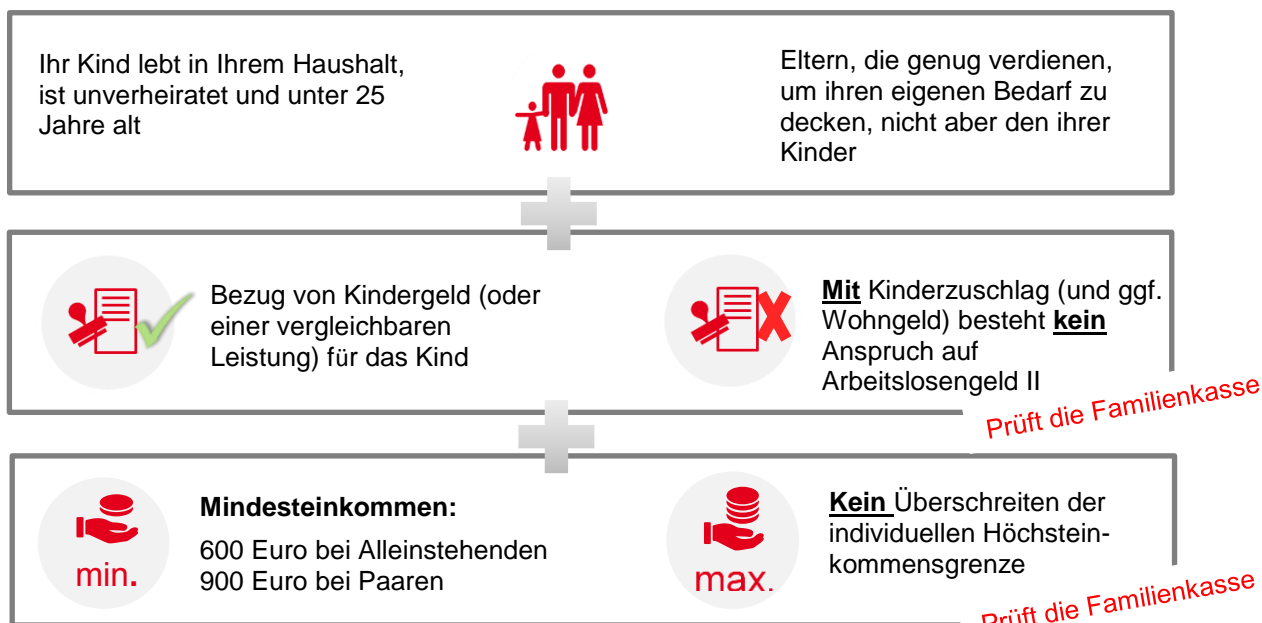 Ihr Kind lebt in Ihrem Haushalt,
ist unverheiratet und unter 25
Jahre alt
Eltern, die genug verdienen,
um ihren eigenen Bedarf zu
decken, nicht aber den ihrer
Kinder
Bezug von Kindergeld (oder
einer vergleichbaren
Leistung) für das Kind
Mit Kinderzuschlag (und ggf.
Wohngeld) besteht kein
Anspruch auf
Arbeitslosengeld II
Prüft die Familienkasse
min.
Mindesteinkommen:
600 Euro bei Alleinstehenden
900 Euro bei Paaren
max.
Kein Überschreiten der
individuellen Höchstein-
kommensgrenze
Prüft die Familienkasse